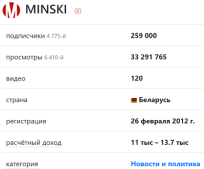 MINSKI
подписчики 4 775-й 259 000
просмотры 6 410-й 33 291 765
видео 120
страна Беларусь
регистрация 26 февраля 2012 г.
расчётный доход 11 тыс – 13.7 тыс
категория Новости и политика